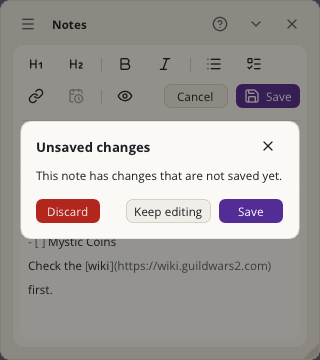 Notes
H1 H2 B I
Cancel Save
Unsaved changes
This note has changes that are not saved yet.
Discard Keep editing Save
- [ ] Mystic Coins
Check the [wiki](https://wiki.guildwars2.com)
first.